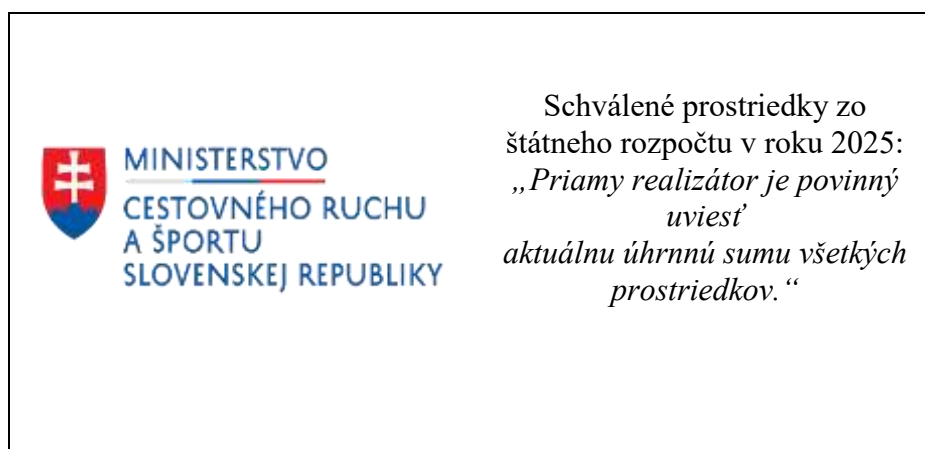 MINISTERSTVO
CESTOVNÉHO RUCHU
A ŠPORTU
SLOVENSKEJ REPUBLIKY
Schválené prostriedky zo
štátneho rozpočtu v roku 2025:
„Priamy realizátor je povinný
uviesť
aktuálnu úhrnnú sumu všetkých
prostriedkov.“